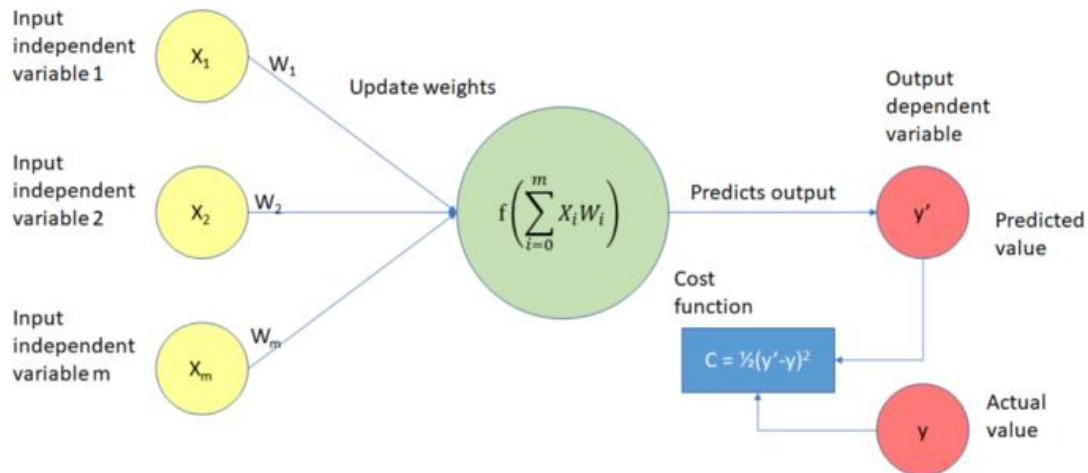 Input
independent
variable 1
X₁
W₁
Update weights
Input
independent
variable 2
X₂
W₂
Input
independent
variable m
Xₘ
Wₘ
f(∑_{i=0}^{m} XᵢWᵢ)
Predicts output
Output
dependent
variable
y’
Predicted
value
Cost
function
C = ½(y’-y)²
y
Actual
value